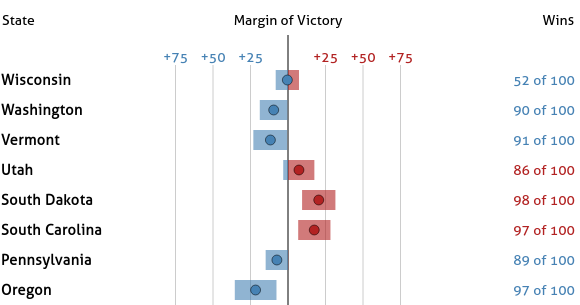 State Margin of Victory Wins
+75 +50 +25 +25 +50 +75
Wisconsin 52 of 100
Washington 90 of 100
Vermont 91 of 100
Utah 86 of 100
South Dakota 98 of 100
South Carolina 97 of 100
Pennsylvania 89 of 100
Oregon 97 of 100